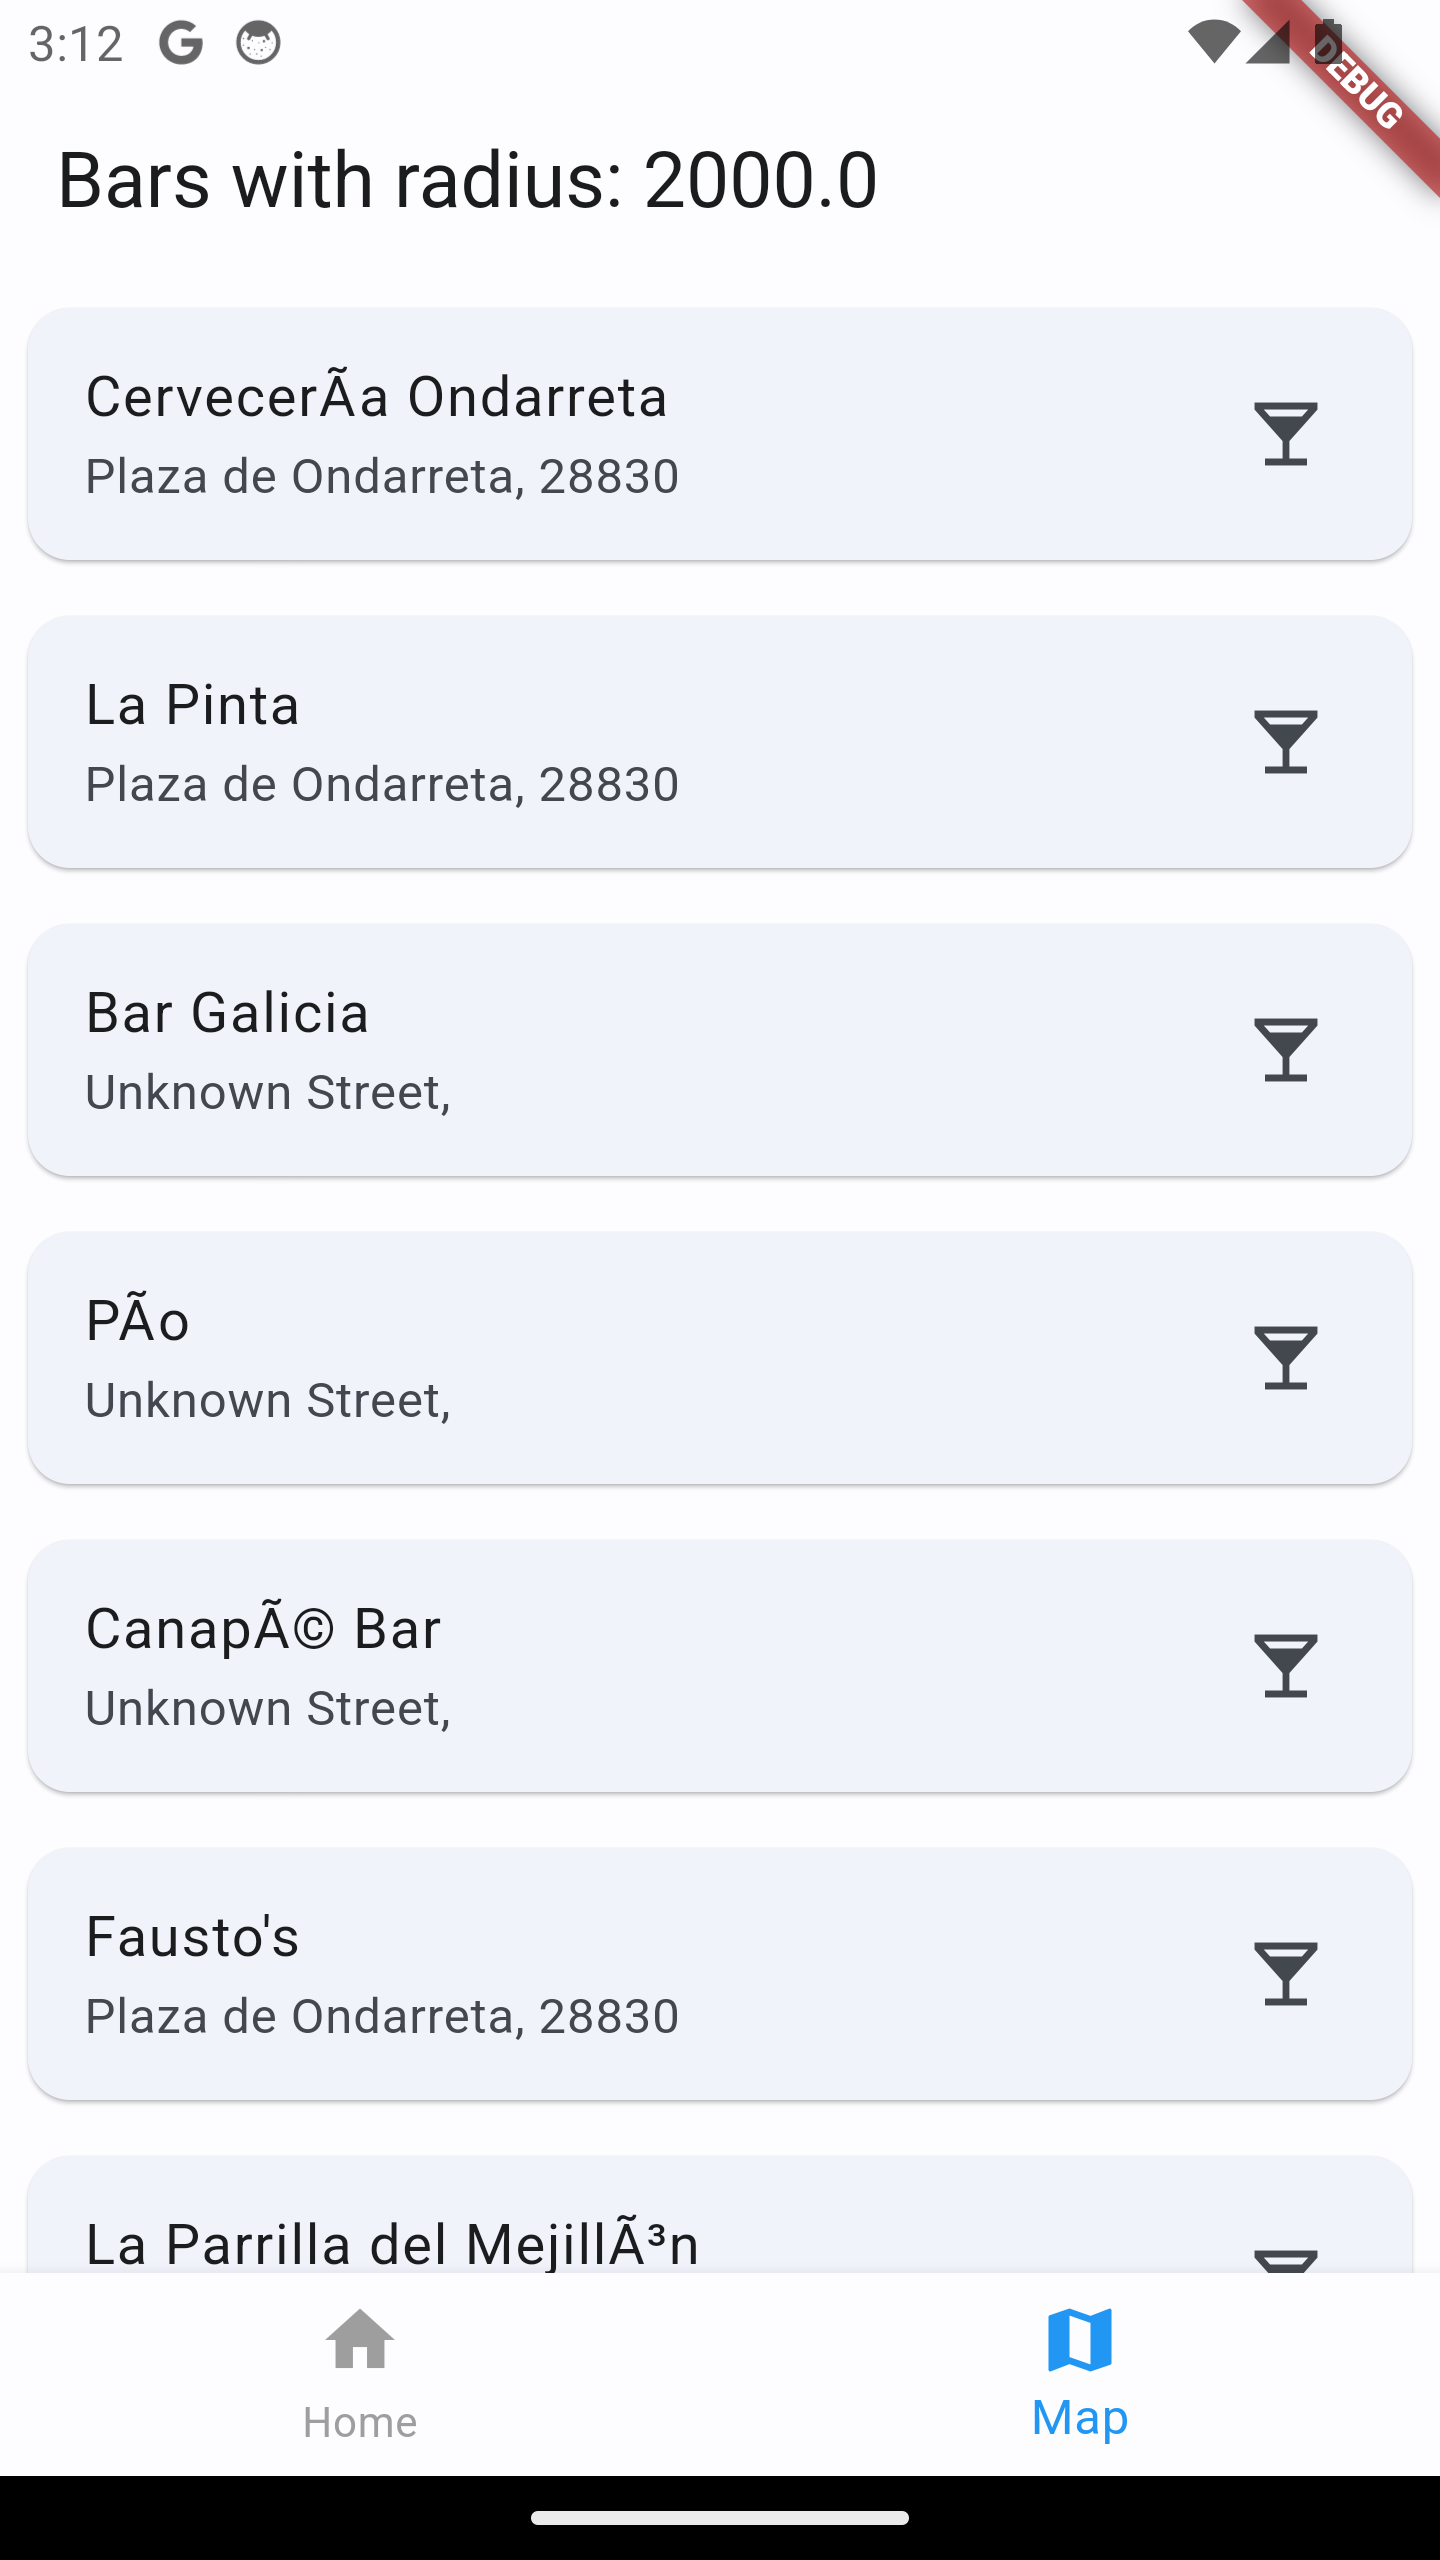 3:12
DEBUG
Bars with radius: 2000.0
CervecerÃa Ondarreta
Plaza de Ondarreta, 28830
La Pinta
Plaza de Ondarreta, 28830
Bar Galicia
Unknown Street,
PÃo
Unknown Street,
CanapÃ© Bar
Unknown Street,
Fausto's
Plaza de Ondarreta, 28830
La Parrilla del MejillÃ³n
Home
Map